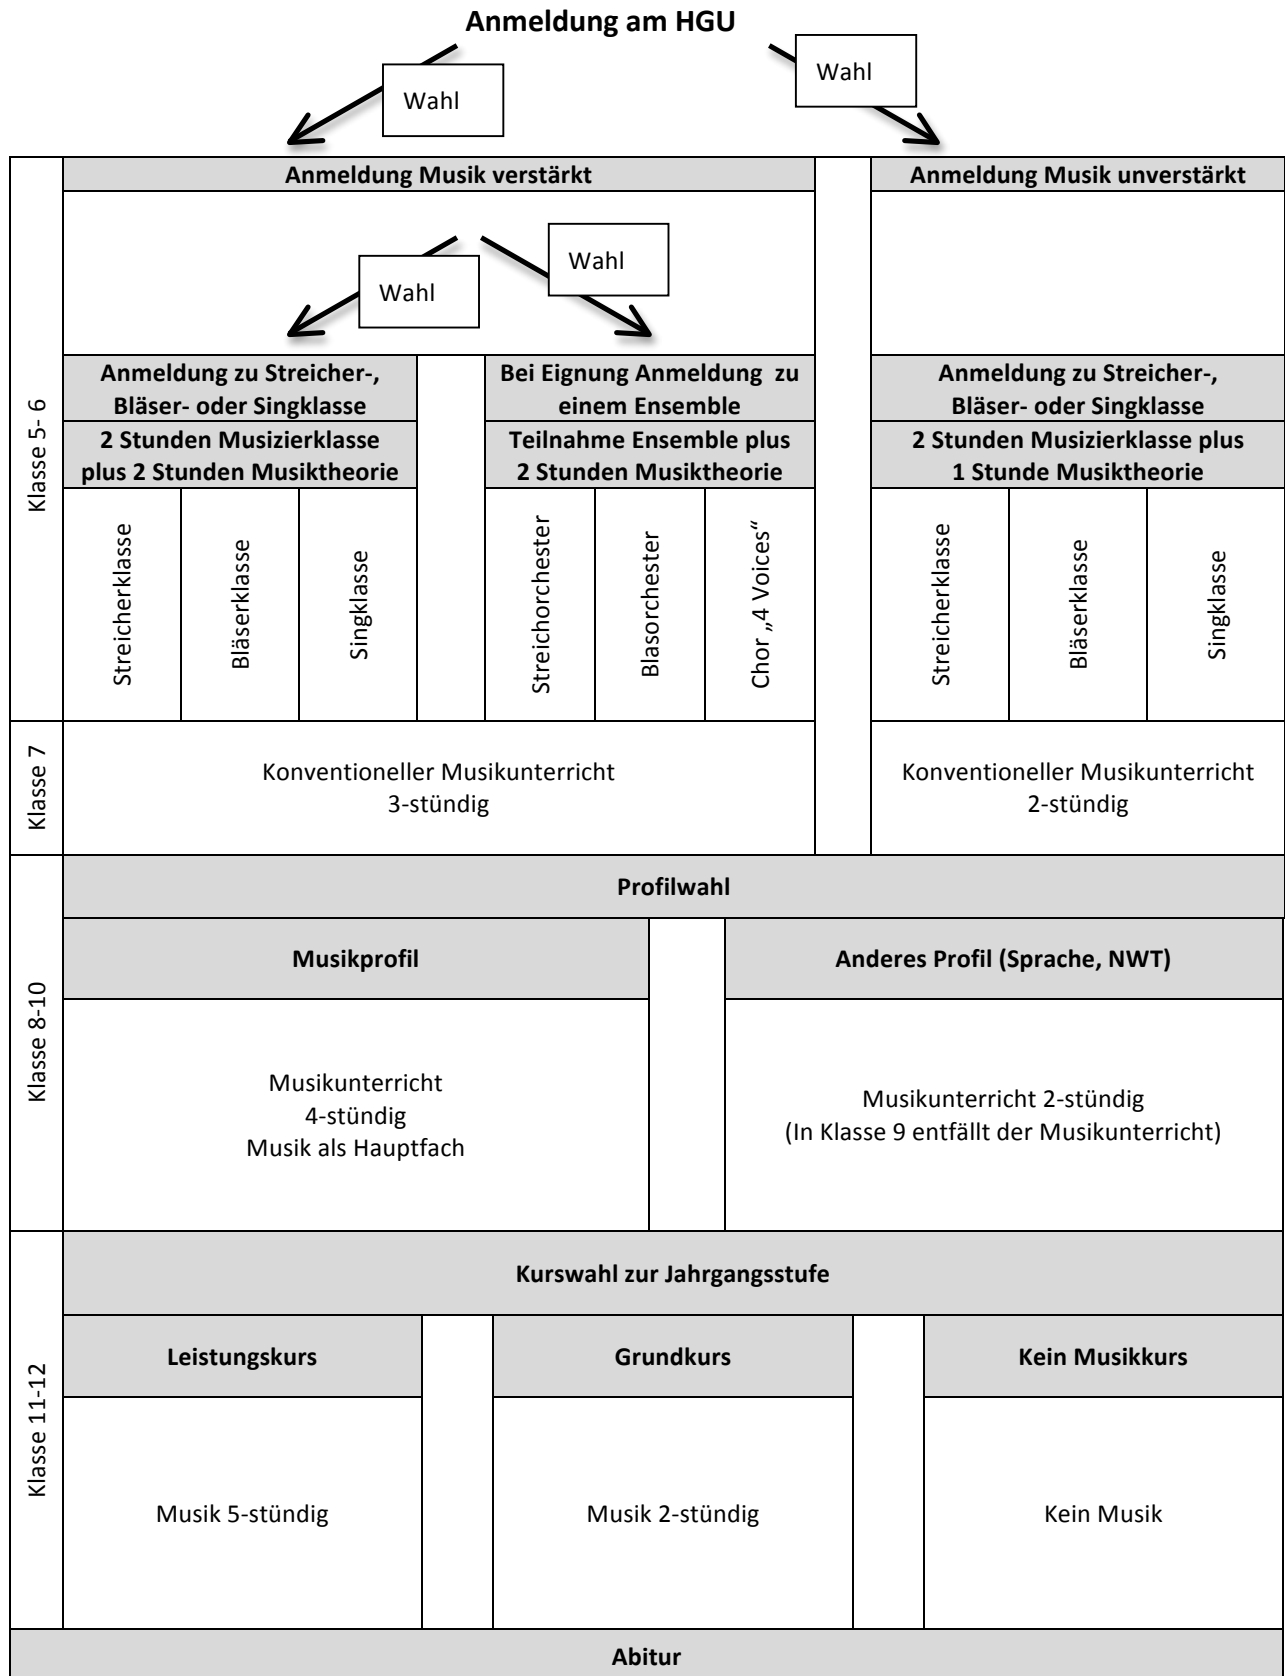 Anmeldung am HGU
Wahl
Wahl
Anmeldung Musik verstärkt
Anmeldung Musik unverstärkt
Wahl
Wahl
Klasse 5- 6
Anmeldung zu Streicher-,
Bläser- oder Singklasse
Bei Eignung Anmeldung zu
einem Ensemble
Anmeldung zu Streicher-,
Bläser- oder Singklasse
2 Stunden Musizierklasse
plus 2 Stunden Musiktheorie
Teilnahme Ensemble plus
2 Stunden Musiktheorie
2 Stunden Musizierklasse plus
1 Stunde Musiktheorie
Streicherklasse
Bläserklasse
Singklasse
Streichorchester
Blasorchester
Chor „4 Voices“
Streicherklasse
Bläserklasse
Singklasse
Klasse 7
Konventioneller Musikunterricht
3-stündig
Konventioneller Musikunterricht
2-stündig
Klasse 8-10
Profilwahl
Musikprofil
Anderes Profil (Sprache, NWT)
Musikunterricht
4-stündig
Musik als Hauptfach
Musikunterricht 2-stündig
(In Klasse 9 entfällt der Musikunterricht)
Klasse 11-12
Kurswahl zur Jahrgangsstufe
Leistungskurs
Grundkurs
Kein Musikkurs
Musik 5-stündig
Musik 2-stündig
Kein Musik
Abitur